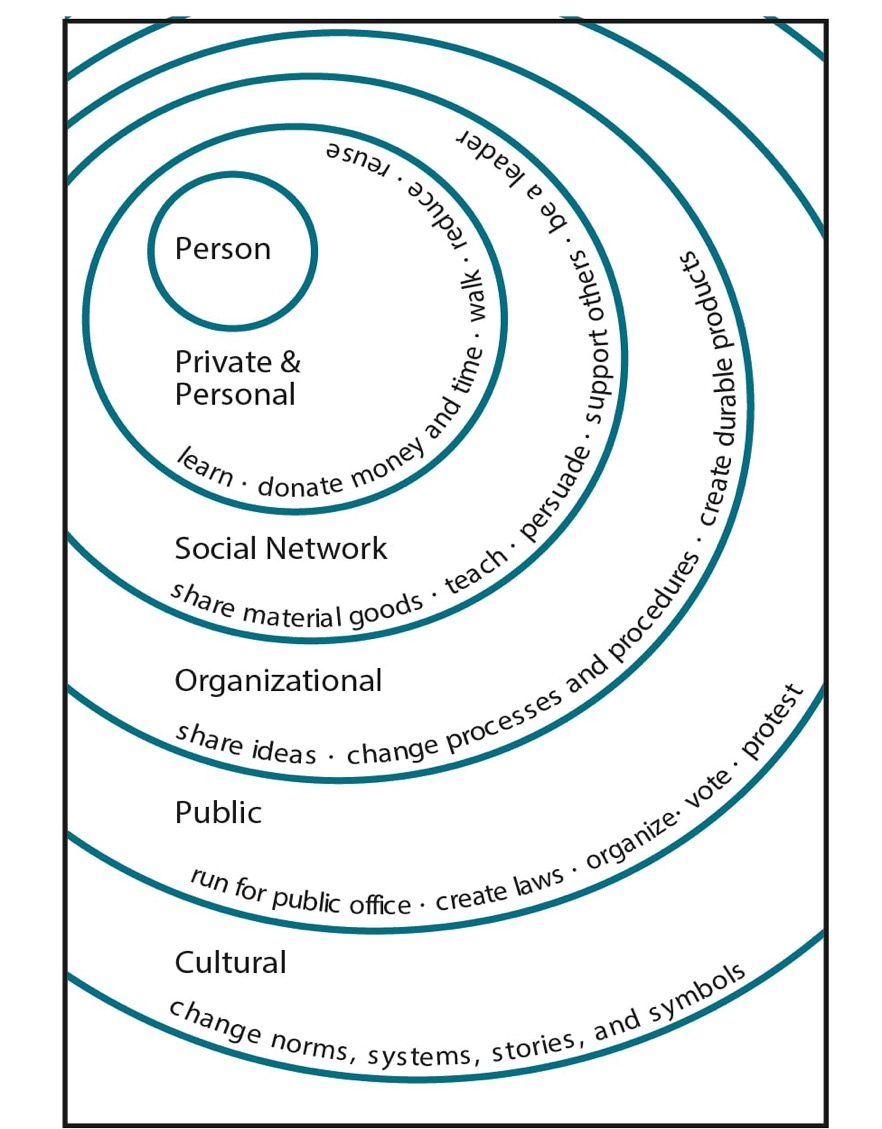 Person
Private &
Personal
learn · donate money and time · walk · reduce · reuse
Social Network
share material goods · teach · persuade · support others · be a leader
Organizational
share ideas · change processes and procedures · create durable products
Public
run for public office · create laws · organize· vote · protest
Cultural
change norms, systems, stories, and symbols